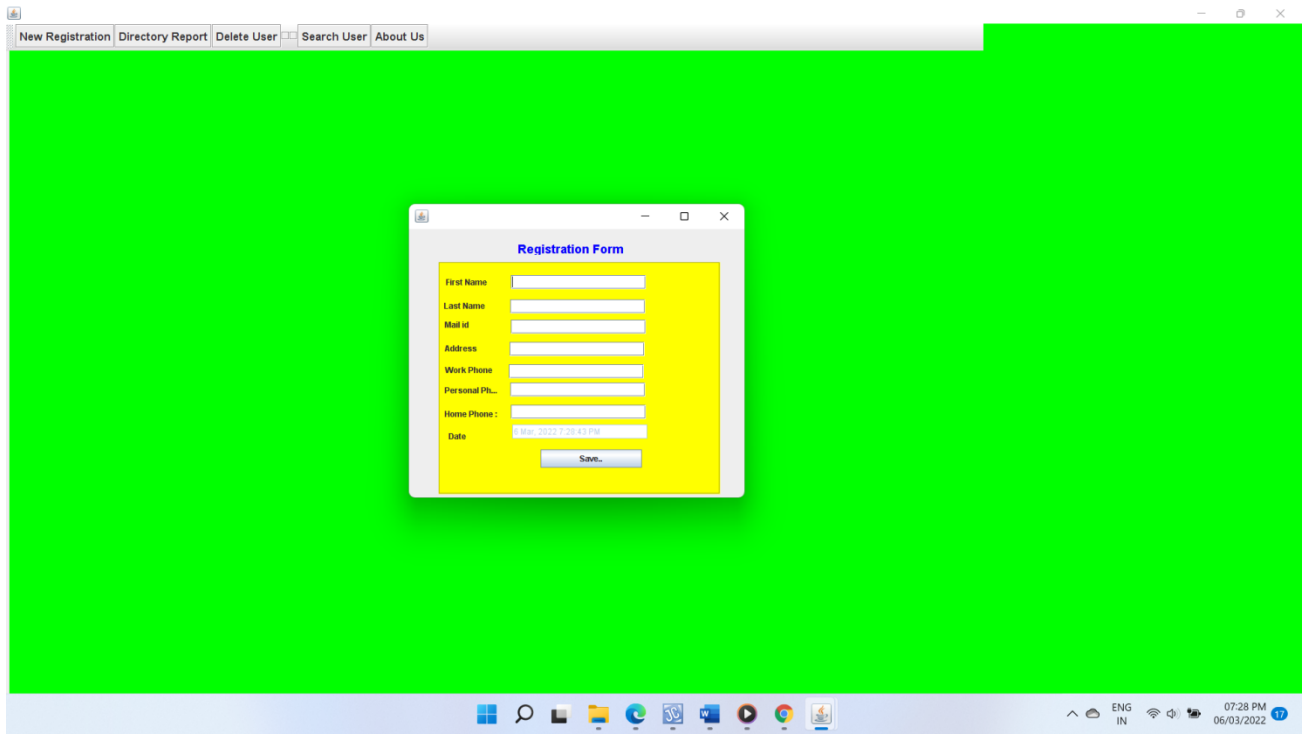 New Registration Directory Report Delete User Search User About Us
Registration Form
First Name
Last Name
Mail id
Address
Work Phone
Personal Ph...
Home Phone :
Date 6 Mar, 2022 7:28:43 PM
Save..
ENG
IN
07:28 PM
06/03/2022
17